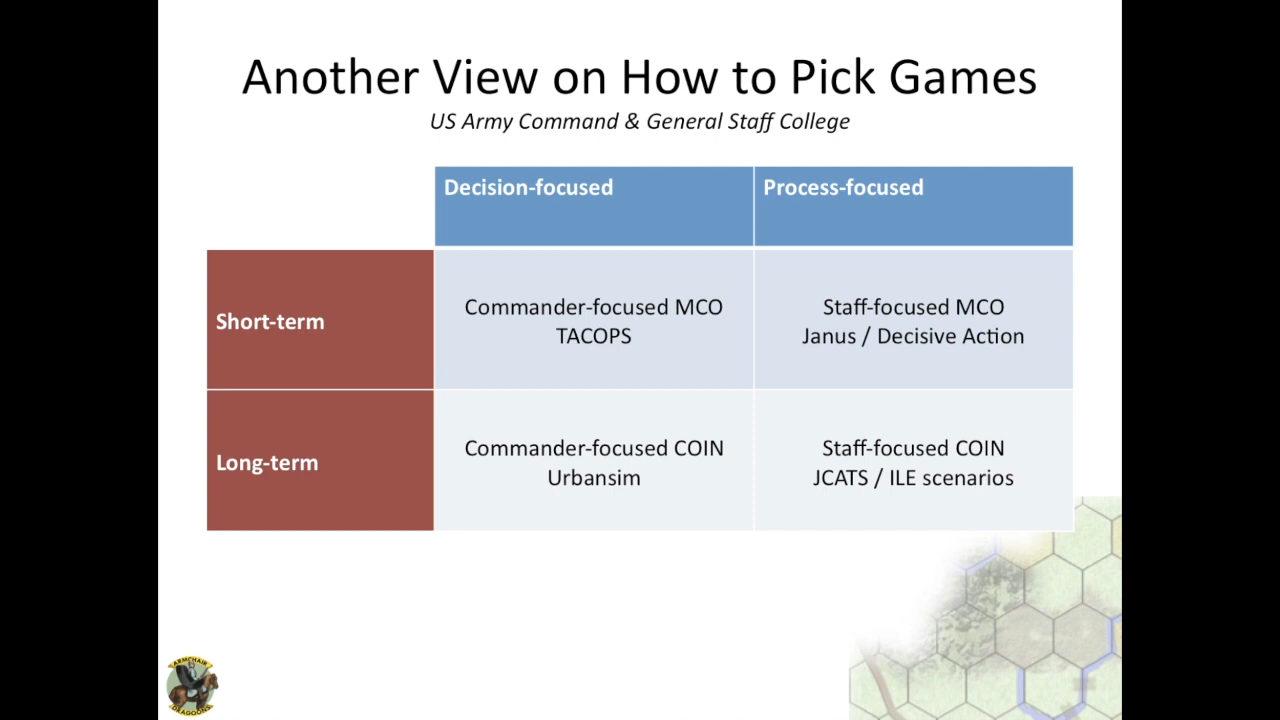 Another View on How to Pick Games
US Army Command & General Staff College
Decision-focused
Process-focused
Short-term
Commander-focused MCO
TACOPS
Staff-focused MCO
Janus / Decisive Action
Long-term
Commander-focused COIN
Urbansim
Staff-focused COIN
JCATS / ILE scenarios
ARMCHAIR
DRAGOONS